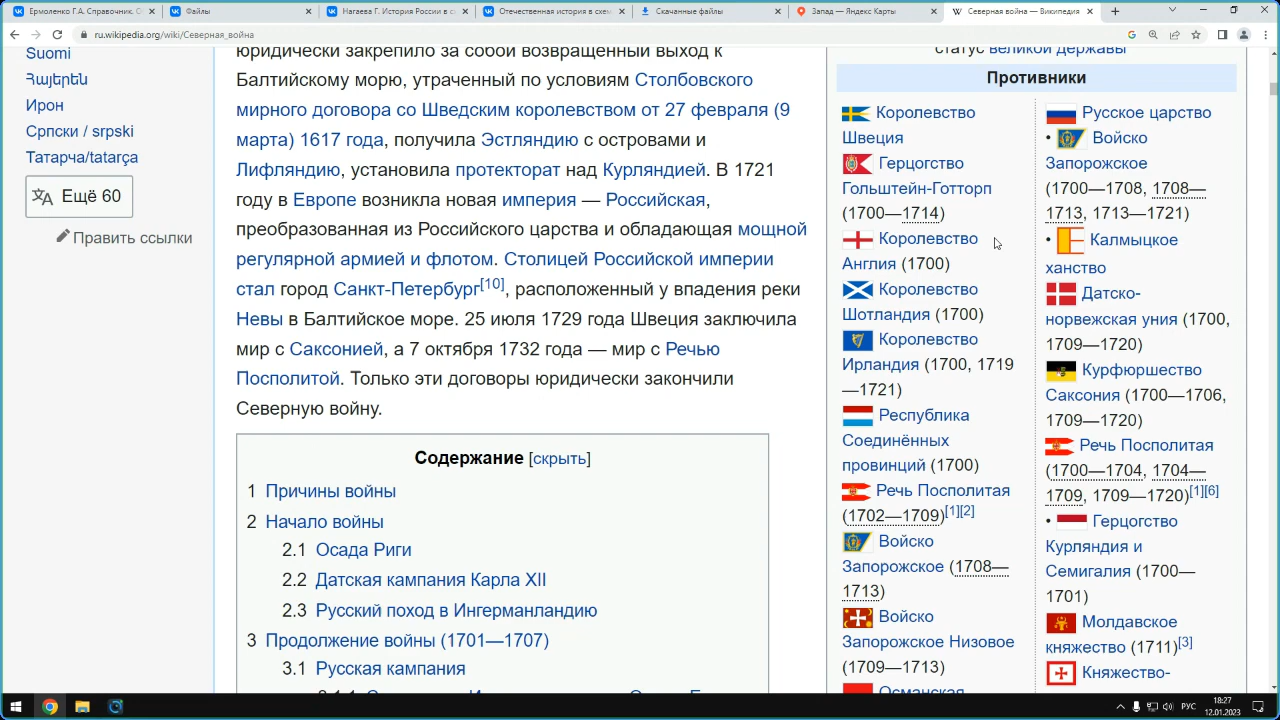 Ермоленко Г.А. Справочник. С
Файлы
Нагаева Г. История России в с
Отечественная история в схем
Скачанные файлы
Запад — Яндекс Карты
Северная война — Википедия
ru.wikipedia.org/wiki/Северная_война
Suomi
Հայերեն
Ирон
Српски / srpski
Татарча/tatarça
Ещё 60
Править ссылки
юридически закрепило за собой возвращённый выход к
Балтийскому морю, утраченный по условиям Столбовского
мирного договора со Шведским королевством от 27 февраля (9
марта) 1617 года, получила Эстляндию с островами и
Лифляндию, установила протекторат над Курляндией. В 1721
году в Европе возникла новая империя — Российская,
преобразованная из Российского царства и обладающая мощной
регулярной армией и флотом. Столицей Российской империи
стал город Санкт-Петербург[10], расположенный у впадения реки
Невы в Балтийское море. 25 июля 1729 года Швеция заключила
мир с Саксонией, а 7 октября 1732 года — мир с Речью
Посполитой. Только эти договоры юридически закончили
Северную войну.
Содержание [скрыть]
1 Причины войны
2 Начало войны
2.1 Осада Риги
2.2 Датская кампания Карла XII
2.3 Русский поход в Ингерманландию
3 Продолжение войны (1701—1707)
3.1 Русская кампания
статус великой державы
Противники
Королевство
Швеция
Герцогство
Гольштейн-Готторп
(1700—1714)
Королевство
Англия (1700)
Королевство
Шотландия (1700)
Королевство
Ирландия (1700, 1719
—1721)
Республика
Соединённых
провинций (1700)
Речь Посполитая
(1702—1709)[1][2]
Войско
Запорожское (1708—
1713)
Войско
Запорожское Низовое
(1709—1713)
Османская
Русское царство
• Войско
Запорожское
(1700—1708, 1708—
1713, 1713—1721)
• Калмыцкое
ханство
Датско-
норвежская уния (1700,
1709—1720)
Курфюршество
Саксония (1700—1706,
1709—1720)
Речь Посполитая
(1700—1704, 1704—
1709, 1709—1720)[1][6]
• Герцогство
Курляндия и
Семигалия (1700—
1701)
Молдавское
княжество (1711)[3]
Княжество-
РУС
18:27
12.01.2023